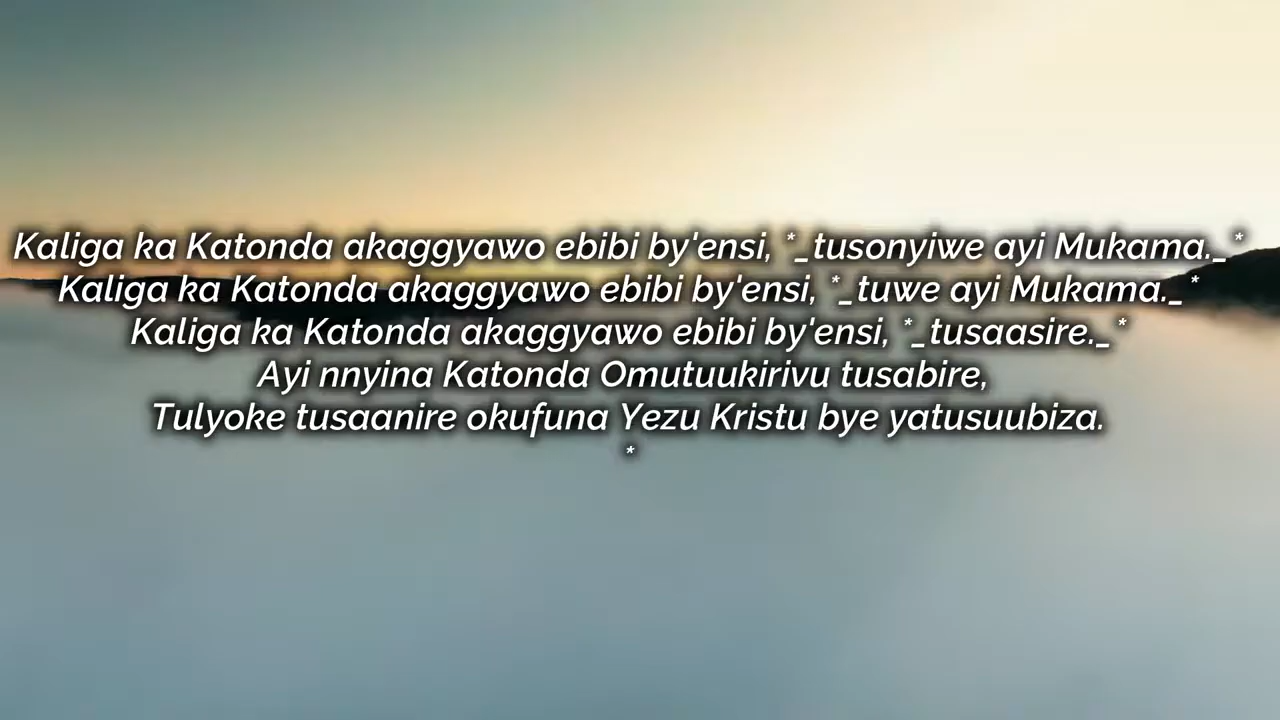 Kaliga ka Katonda akaggyawo ebibi by'ensi, *_tusonyiwe ayi Mukama._*
Kaliga ka Katonda akaggyawo ebibi by'ensi, *_tuwe ayi Mukama._*
Kaliga ka Katonda akaggyawo ebibi by'ensi, *_tusaasire._*
Ayi nnyina Katonda Omutuukirivu tusabire,
Tulyoke tusaanire okufuna Yezu Kristu bye yatusuubiza.
*